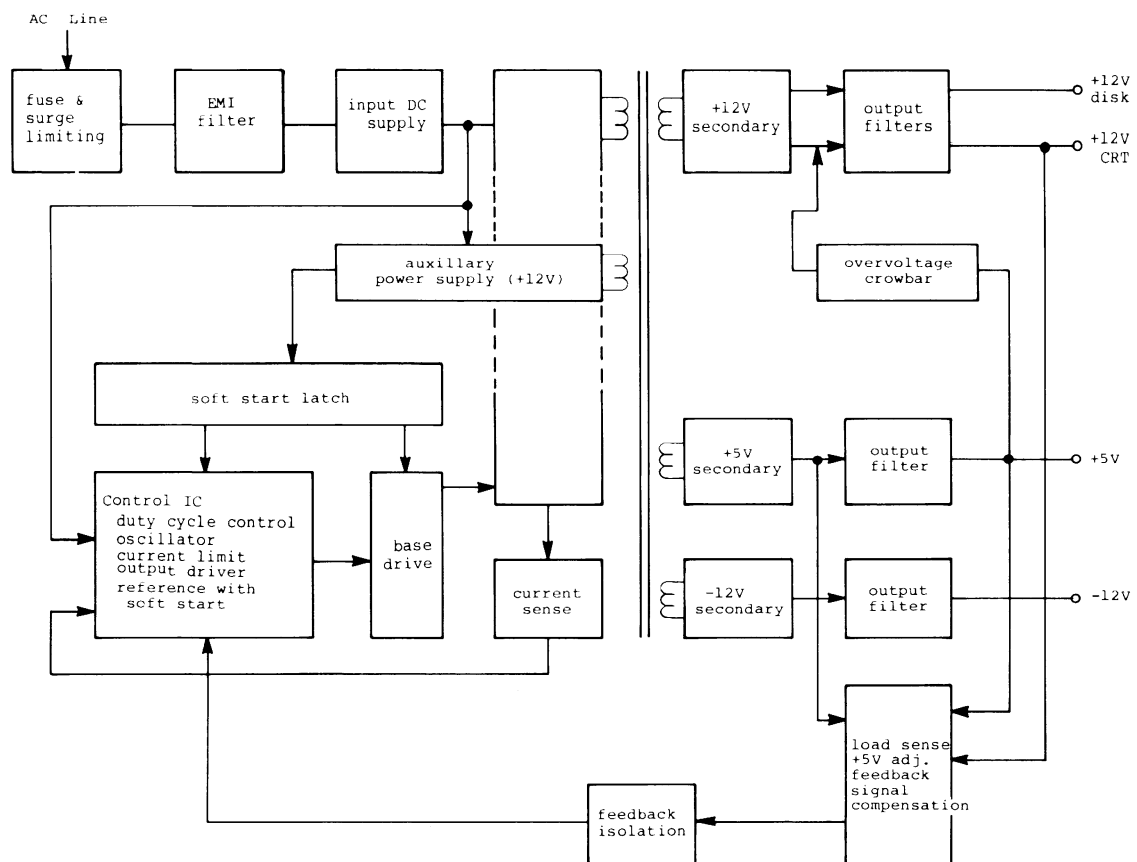 AC Line
fuse &
surge
limiting
EMI
filter
input DC
supply
+12V
secondary
output
filters
+12V
disk
+12V
CRT
auxillary
power supply (+12V)
overvoltage
crowbar
soft start latch
+5V
secondary
output
filter
+5V
Control IC
duty cycle control
oscillator
current limit
output driver
reference with
soft start
base
drive
current
sense
-12V
secondary
output
filter
-12V
load sense
+5V adj.
feedback
signal
compensation
feedback
isolation